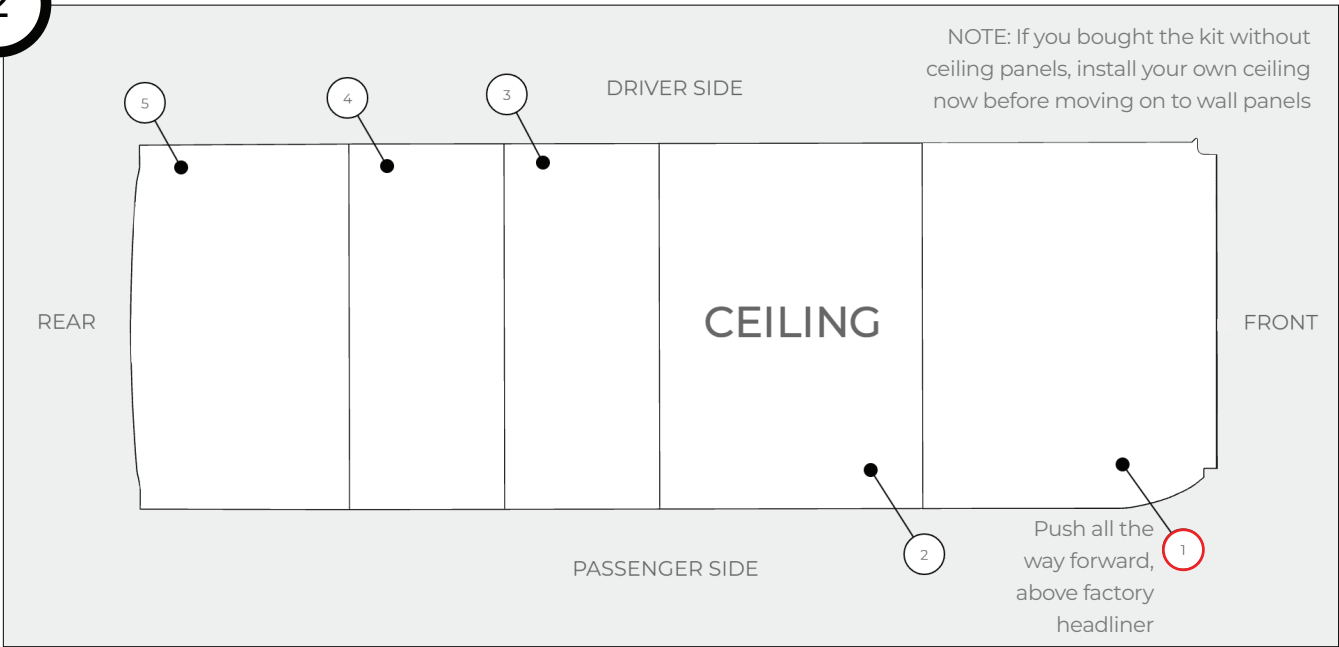 NOTE: If you bought the kit without
ceiling panels, install your own ceiling
now before moving on to wall panels
DRIVER SIDE
5
4
3
REAR
CEILING
FRONT
2
1
Push all the
way forward,
above factory
headliner
PASSENGER SIDE